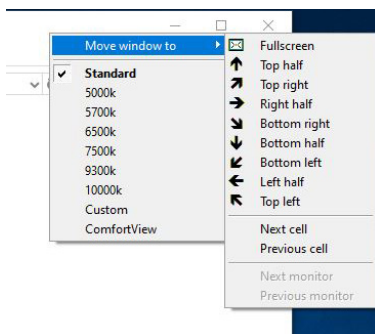 Move window to
Standard
5000k
5700k
6500k
7500k
9300k
10000k
Custom
ComfortView
Fullscreen
Top half
Top right
Right half
Bottom right
Bottom half
Bottom left
Left half
Top left
Next cell
Previous cell
Next monitor
Previous monitor